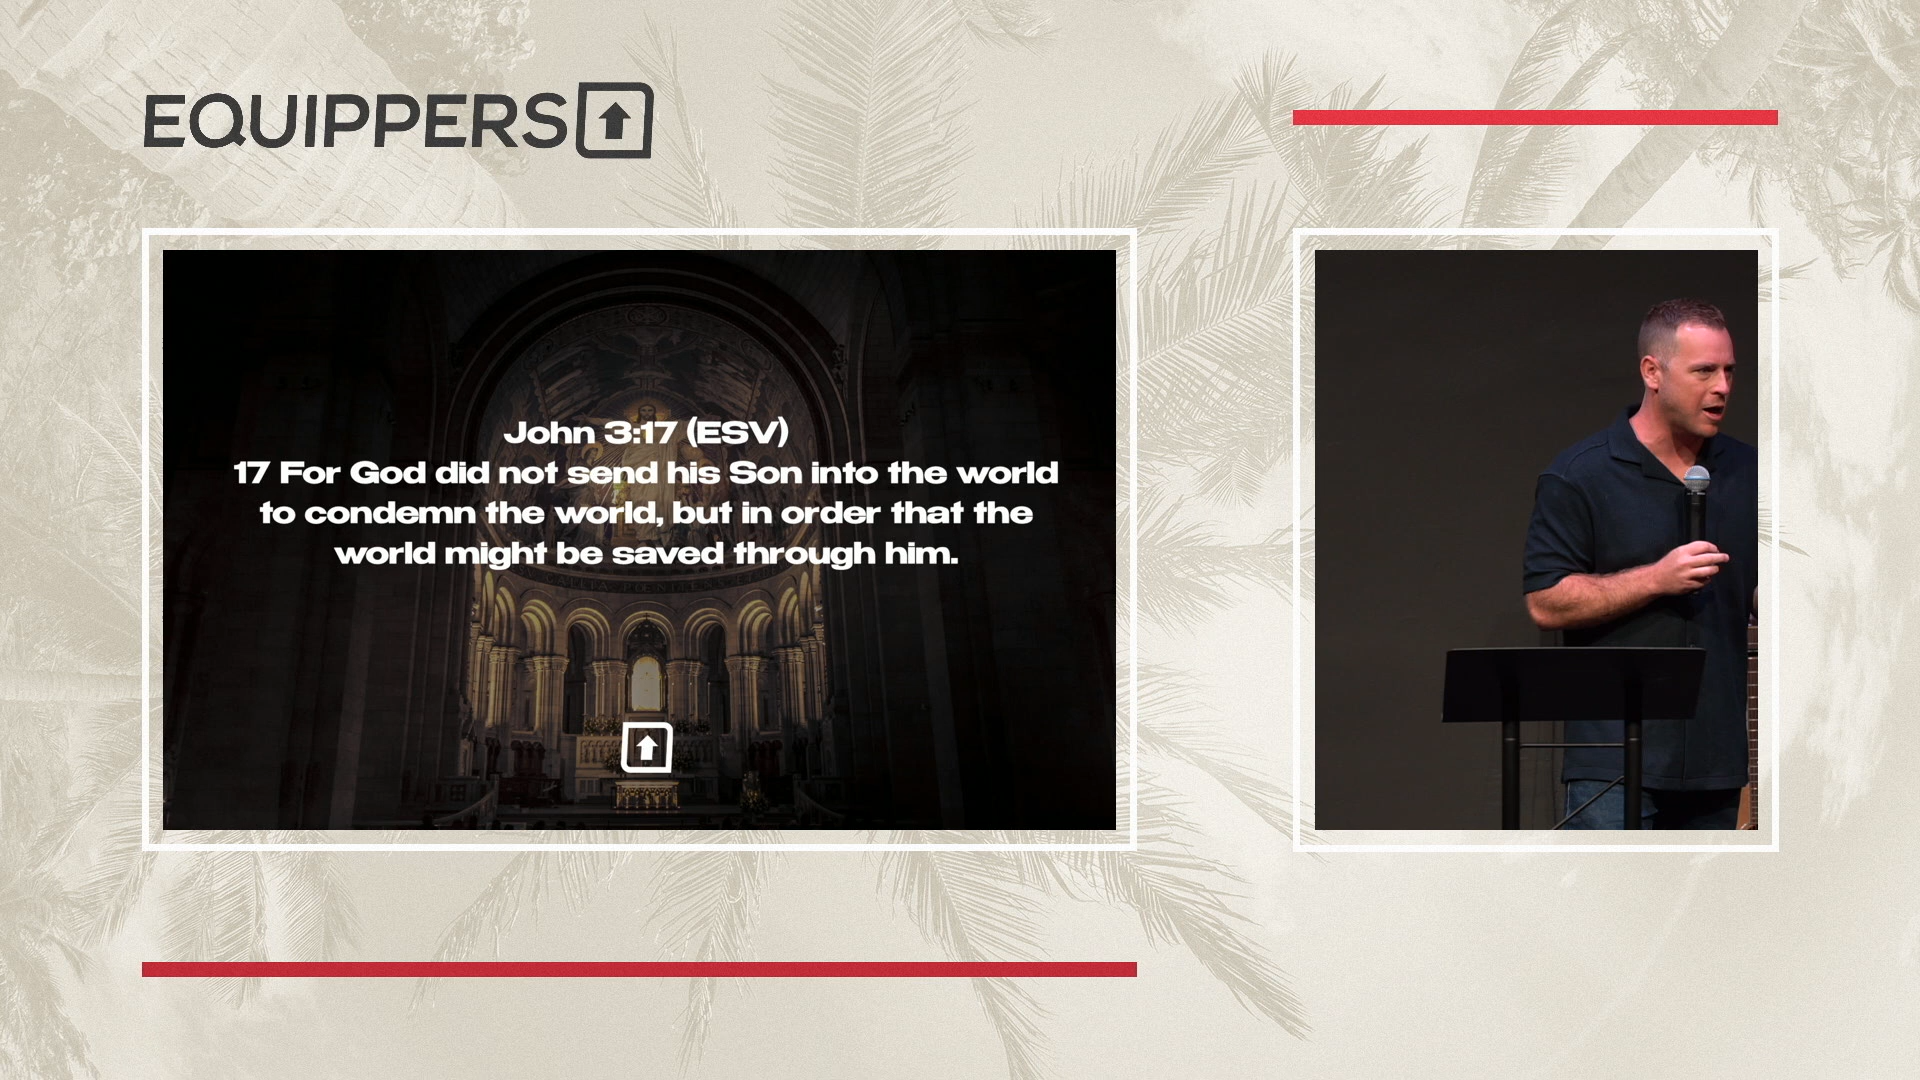 EQUIPPERS
John 3:17 (ESV)
17 For God did not send his Son into the world
to condemn the world, but in order that the
world might be saved through him.